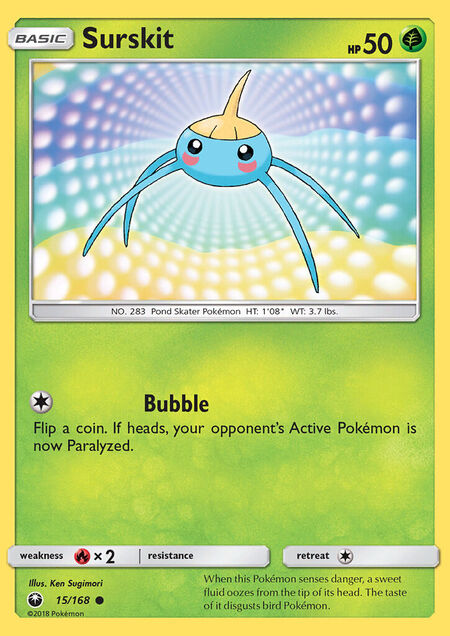 BASIC Surskit HP 50
NO. 283 Pond Skater Pokémon HT: 1'08" WT: 3.7 lbs.
Bubble
Flip a coin. If heads, your opponent's Active Pokémon is
now Paralyzed.
weakness ×2 resistance retreat
Illus. Ken Sugimori
15/168
©2018 Pokémon
When this Pokémon senses danger, a sweet
fluid oozes from the tip of its head. The taste
of it disgusts bird Pokémon.